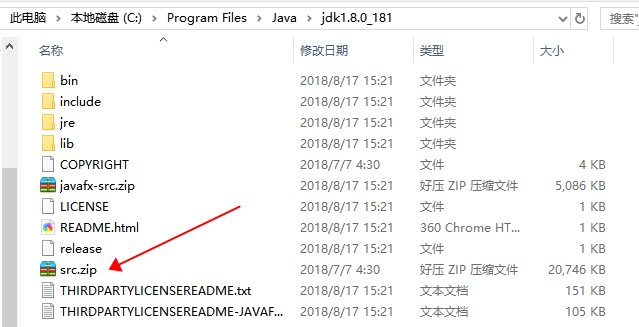 此电脑 › 本地磁盘 (C:) › Program Files › Java › jdk1.8.0_181 搜索"
名称 修改日期 类型 大小
bin 2018/8/17 15:21 文件夹
include 2018/8/17 15:21 文件夹
jre 2018/8/17 15:21 文件夹
lib 2018/8/17 15:21 文件夹
COPYRIGHT 2018/7/7 4:30 文件 4 KB
javafx-src.zip 2018/8/17 15:21 好压 ZIP 压缩文件 5,086 KB
LICENSE 2018/8/17 15:21 文件 1 KB
README.html 2018/8/17 15:21 360 Chrome HT... 1 KB
release 2018/8/17 15:21 文件 1 KB
src.zip 2018/7/7 4:30 好压 ZIP 压缩文件 20,746 KB
THIRDPARTYLICENSEREADME.txt 2018/8/17 15:21 文本文档 151 KB
THIRDPARTYLICENSEREADME-JAVAF... 2018/8/17 15:21 文本文档 105 KB